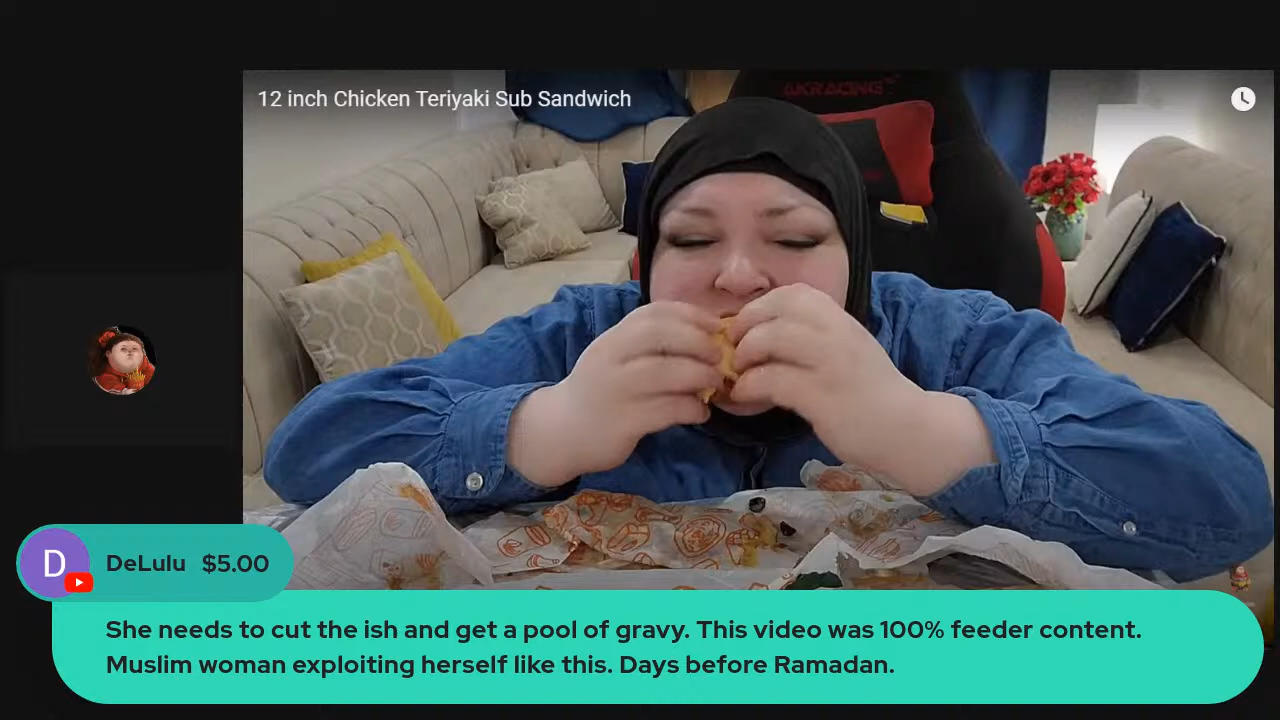 12 inch Chicken Teriyaki Sub Sandwich
AKRACING
D
DeLulu $5.00
She needs to cut the ish and get a pool of gravy. This video was 100% feeder content.
Muslim woman exploiting herself like this. Days before Ramadan.